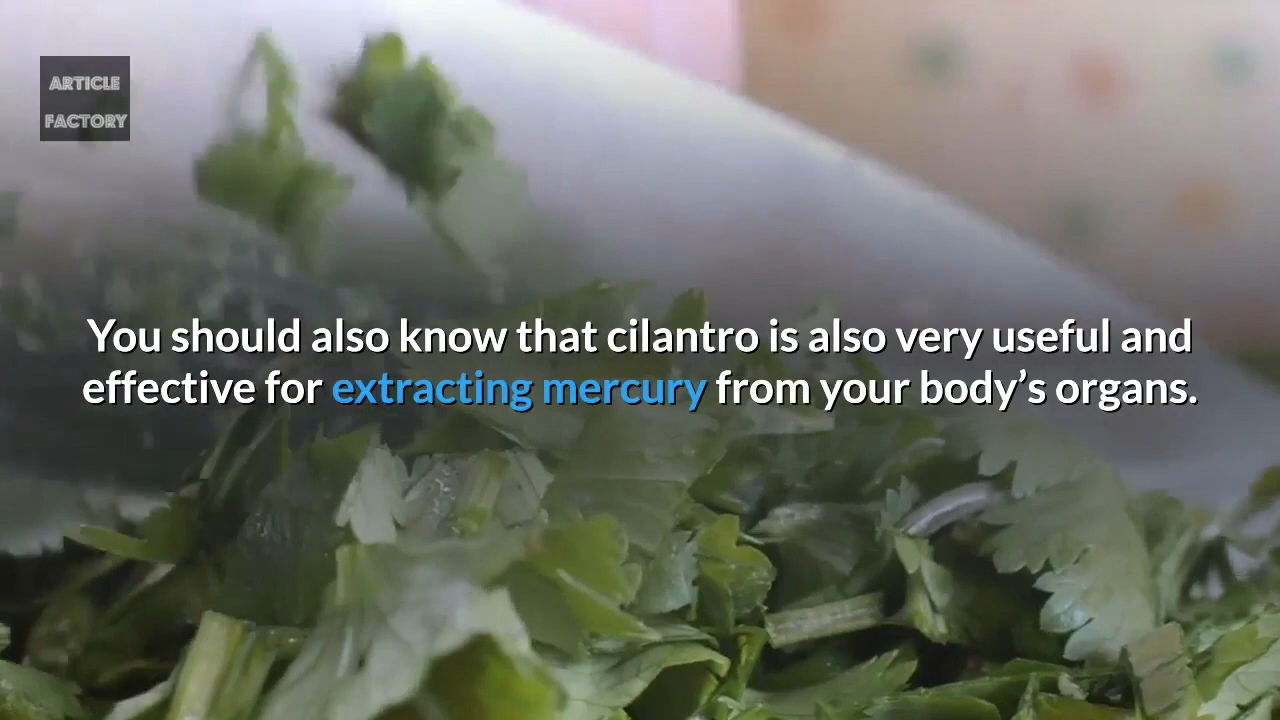 ARTICLE
FACTORY
You should also know that cilantro is also very useful and
effective for extracting mercury from your body’s organs.